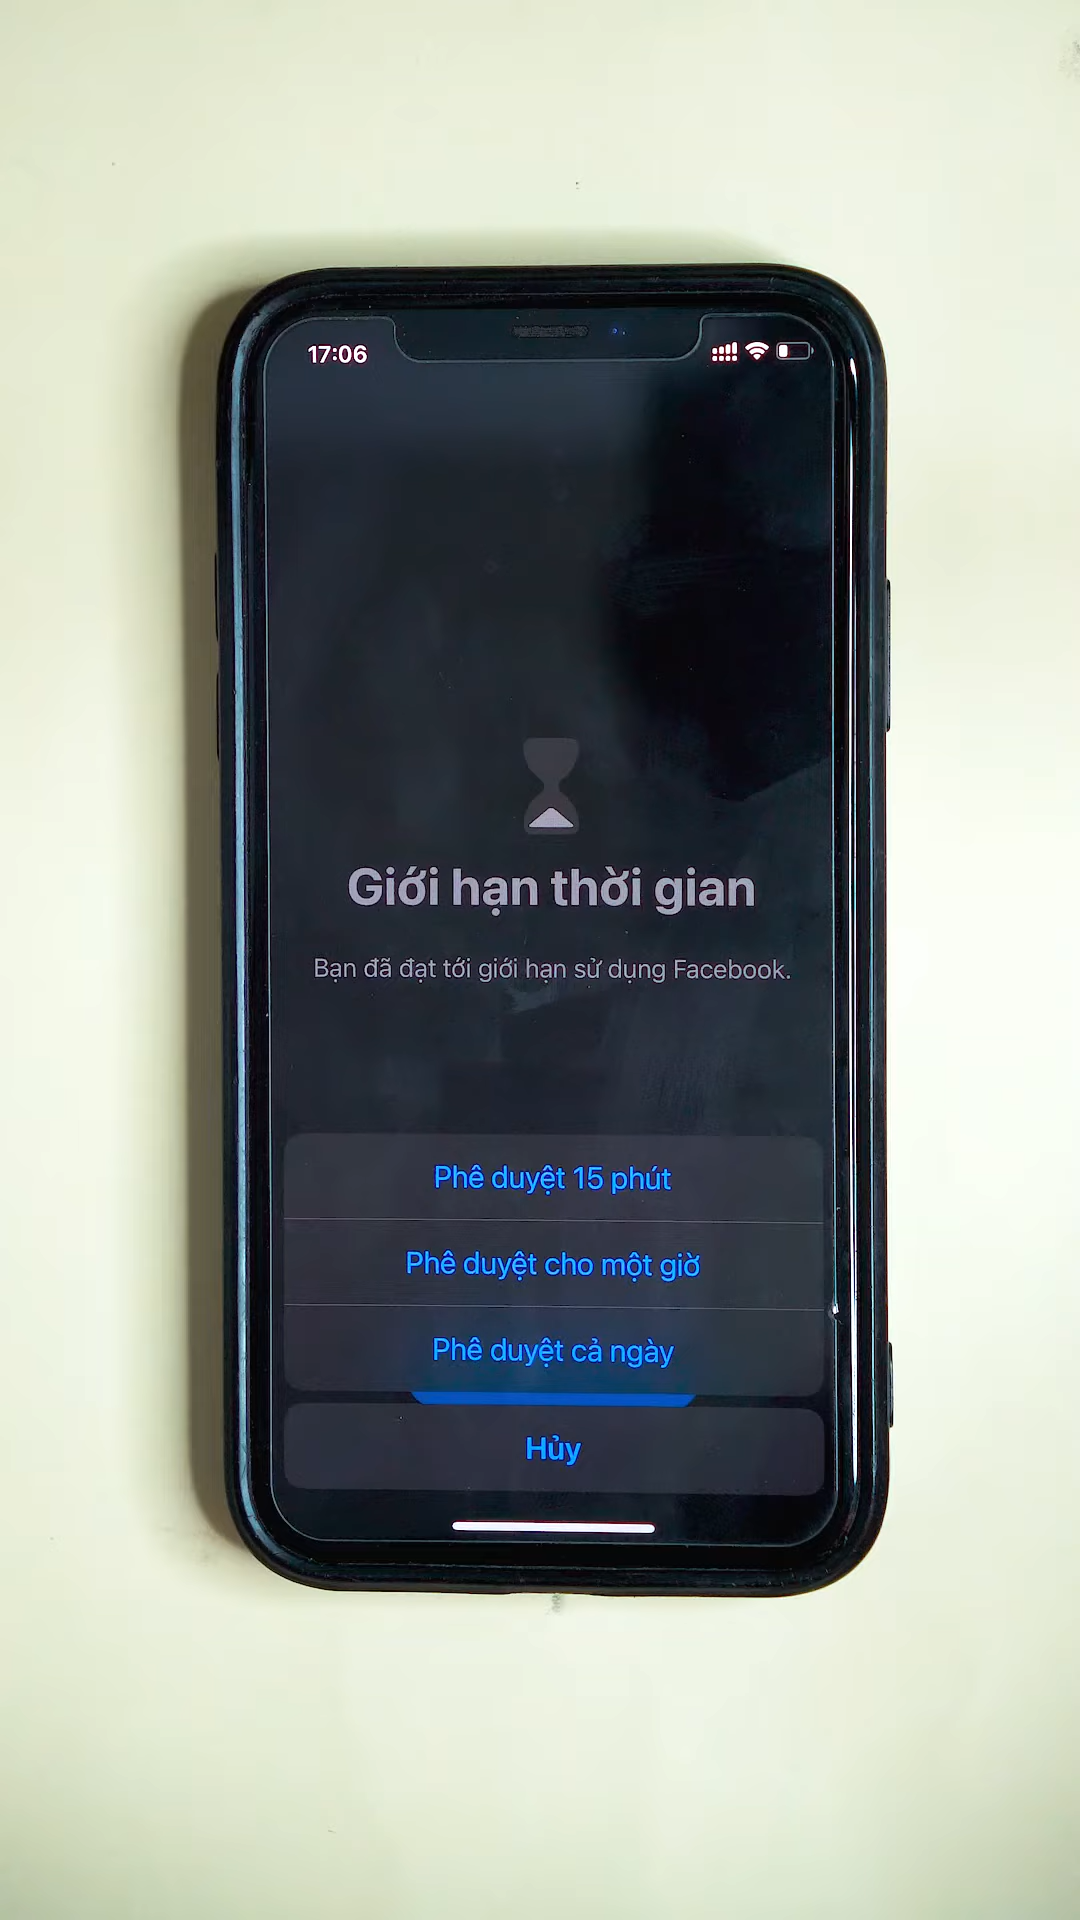 17:06
Giới hạn thời gian
Bạn đã đạt tới giới hạn sử dụng Facebook.
Phê duyệt 15 phút
Phê duyệt cho một giờ
Phê duyệt cả ngày
Hủy